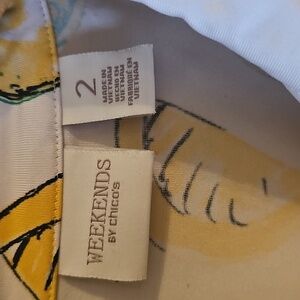 2
MADE IN
VIETNAM
HECHO EN
VIETNAM
FABRIQUÉ EN
VIETNAM
WEEKENDS
BY chico's